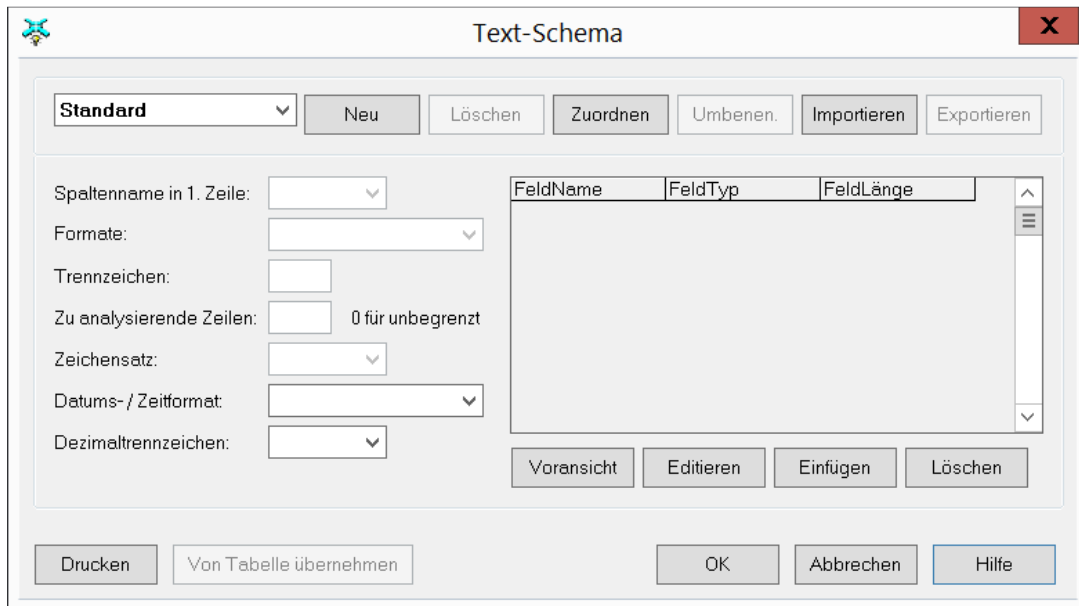 Text-Schema
X
Standard
Neu
Löschen
Zuordnen
Umbenen.
Importieren
Exportieren
Spaltenname in 1. Zeile:
Formate:
Trennzeichen:
Zu analysierende Zeilen:
0 für unbegrenzt
Zeichensatz:
Datums- / Zeitformat:
Dezimaltrennzeichen:
FeldName FeldTyp FeldLänge
Voransicht
Editieren
Einfügen
Löschen
Drucken
Von Tabelle übernehmen
OK
Abbrechen
Hilfe